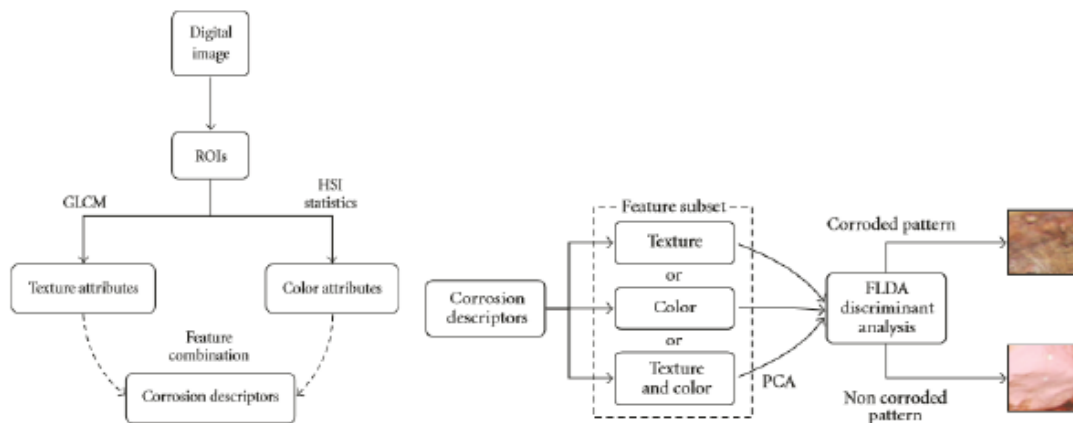 Digital
image
ROIs
GLCM
HSI
statistics
Texture attributes
Color attributes
Feature
combination
Corrosion descriptors
Corrosion
descriptors
Feature subset
Texture
or
Color
or
Texture
and color
PCA
FLDA
discriminant
analysis
Corroded pattern
Non corroded
pattern